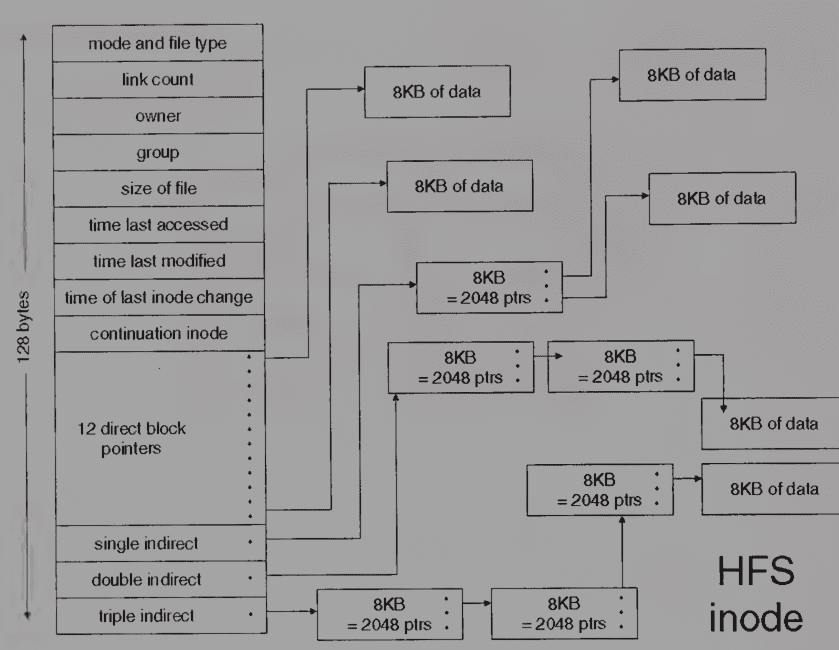 mode and file type
link count
owner
group
size of file
time last accessed
time last modified
time of last inode change
continuation inode
12 direct block
pointers
single indirect
double indirect
triple indirect
128 bytes
8KB of data
8KB of data
8KB of data
8KB of data
8KB
= 2048 ptrs
8KB
= 2048 ptrs
8KB
= 2048 ptrs
8KB of data
8KB
= 2048 ptrs
8KB of data
8KB
= 2048 ptrs
8KB
= 2048 ptrs
HFS
inode